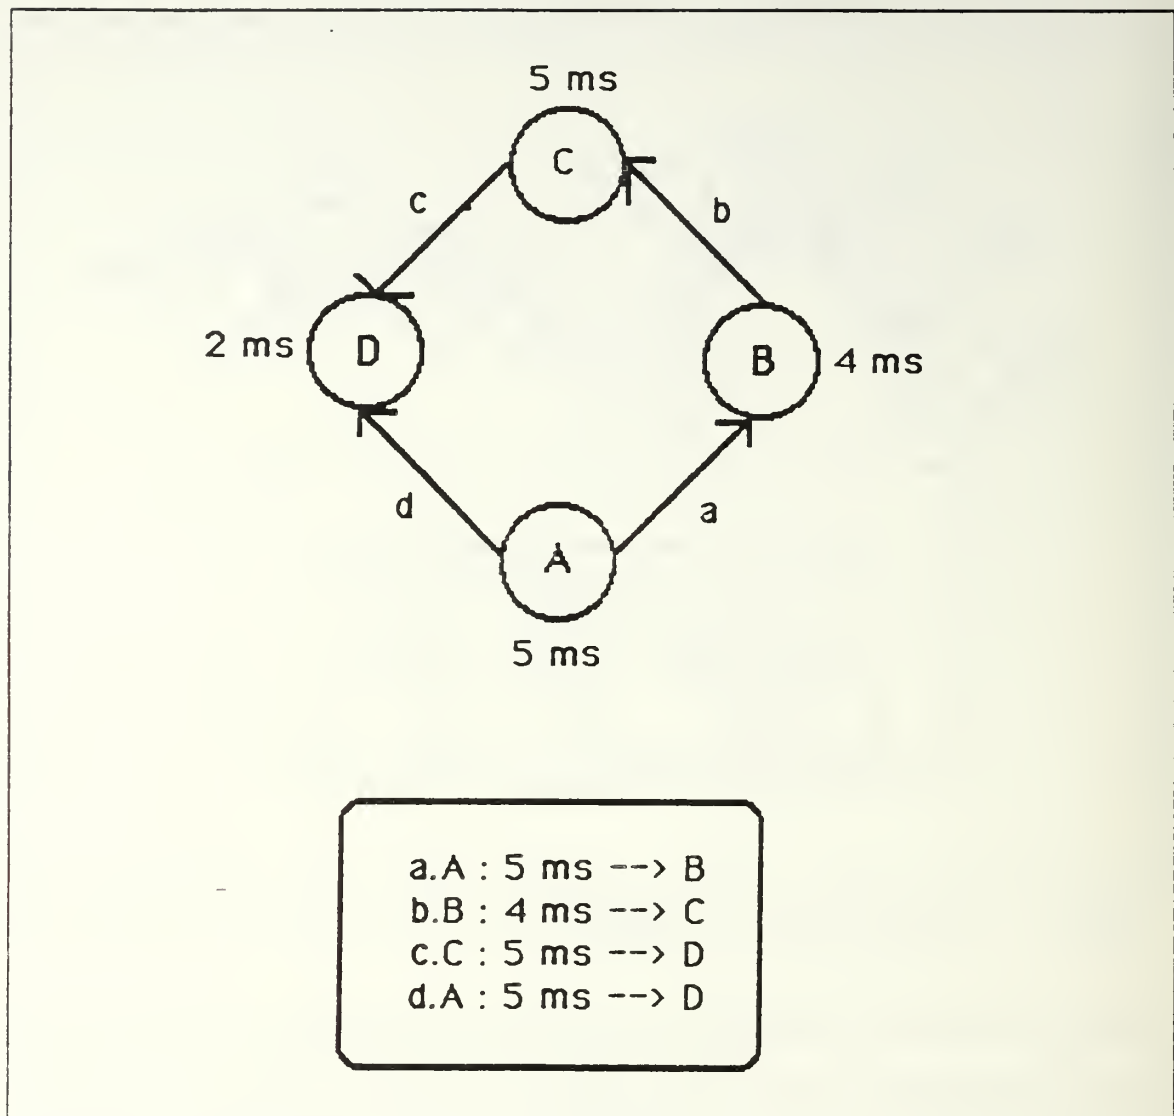 5 ms
C
c
b
2 ms
D
B
4 ms
d
a
A
5 ms
a.A : 5 ms --> B
b.B : 4 ms --> C
c.C : 5 ms --> D
d.A : 5 ms --> D